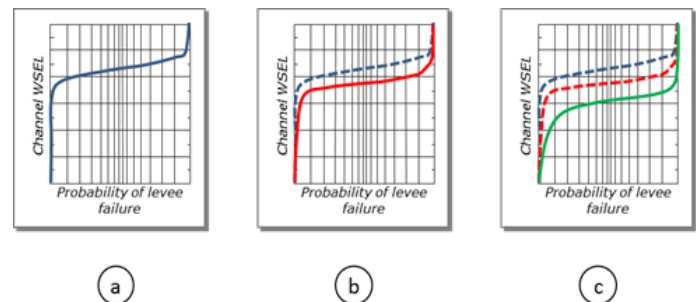 Channel WSEL
Probability of levee
failure
Channel WSEL
Probability of levee
failure
Channel WSEL
Probability of levee
failure
a
b
c